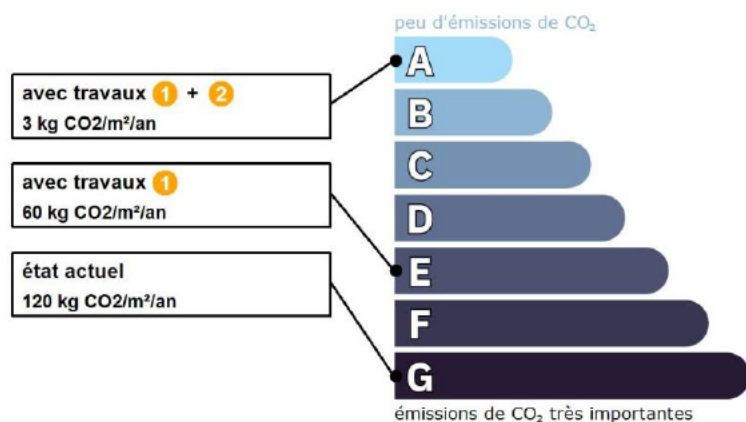 peu d'émissions de CO₂
A
avec travaux 1 + 2
3 kg CO2/m²/an
B
C
avec travaux 1
60 kg CO2/m²/an
D
E
état actuel
120 kg CO2/m²/an
F
G
émissions de CO₂ très importantes